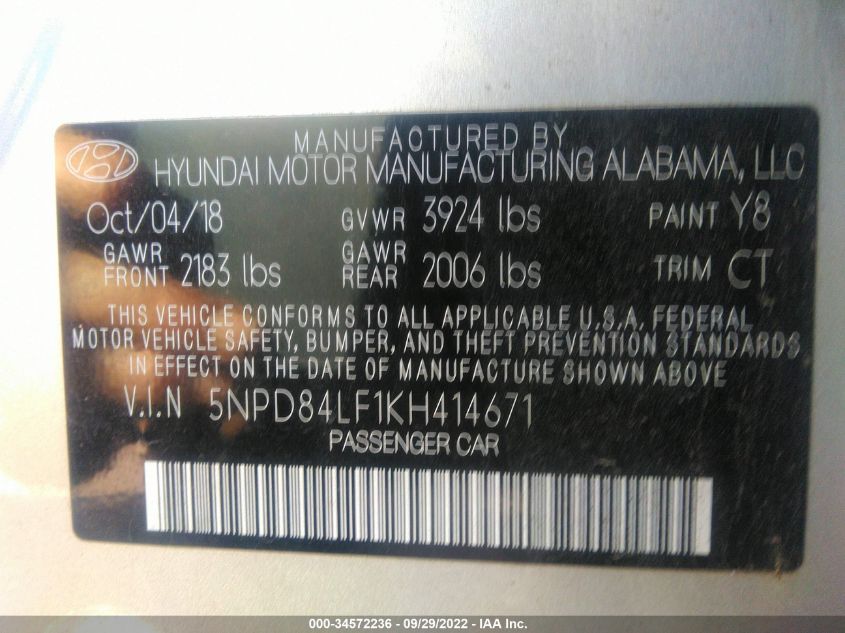 MANUFACTURED BY
HYUNDAI MOTOR MANUFACTURING ALABAMA, LLC
Oct/04/18 GVWR 3924 lbs PAINT Y8
GAWR FRONT 2183 lbs GAWR REAR 2006 lbs TRIM CT
THIS VEHICLE CONFORMS TO ALL APPLICABLE U.S.A. FEDERAL
MOTOR VEHICLE SAFETY, BUMPER, AND THEFT PREVENTION STANDARDS
IN EFFECT ON THE DATE OF MANUFACTURE SHOWN ABOVE
V.I.N 5NPD84LF1KH414671
PASSENGER CAR
000-34572236 - 09/29/2022 - IAA Inc.